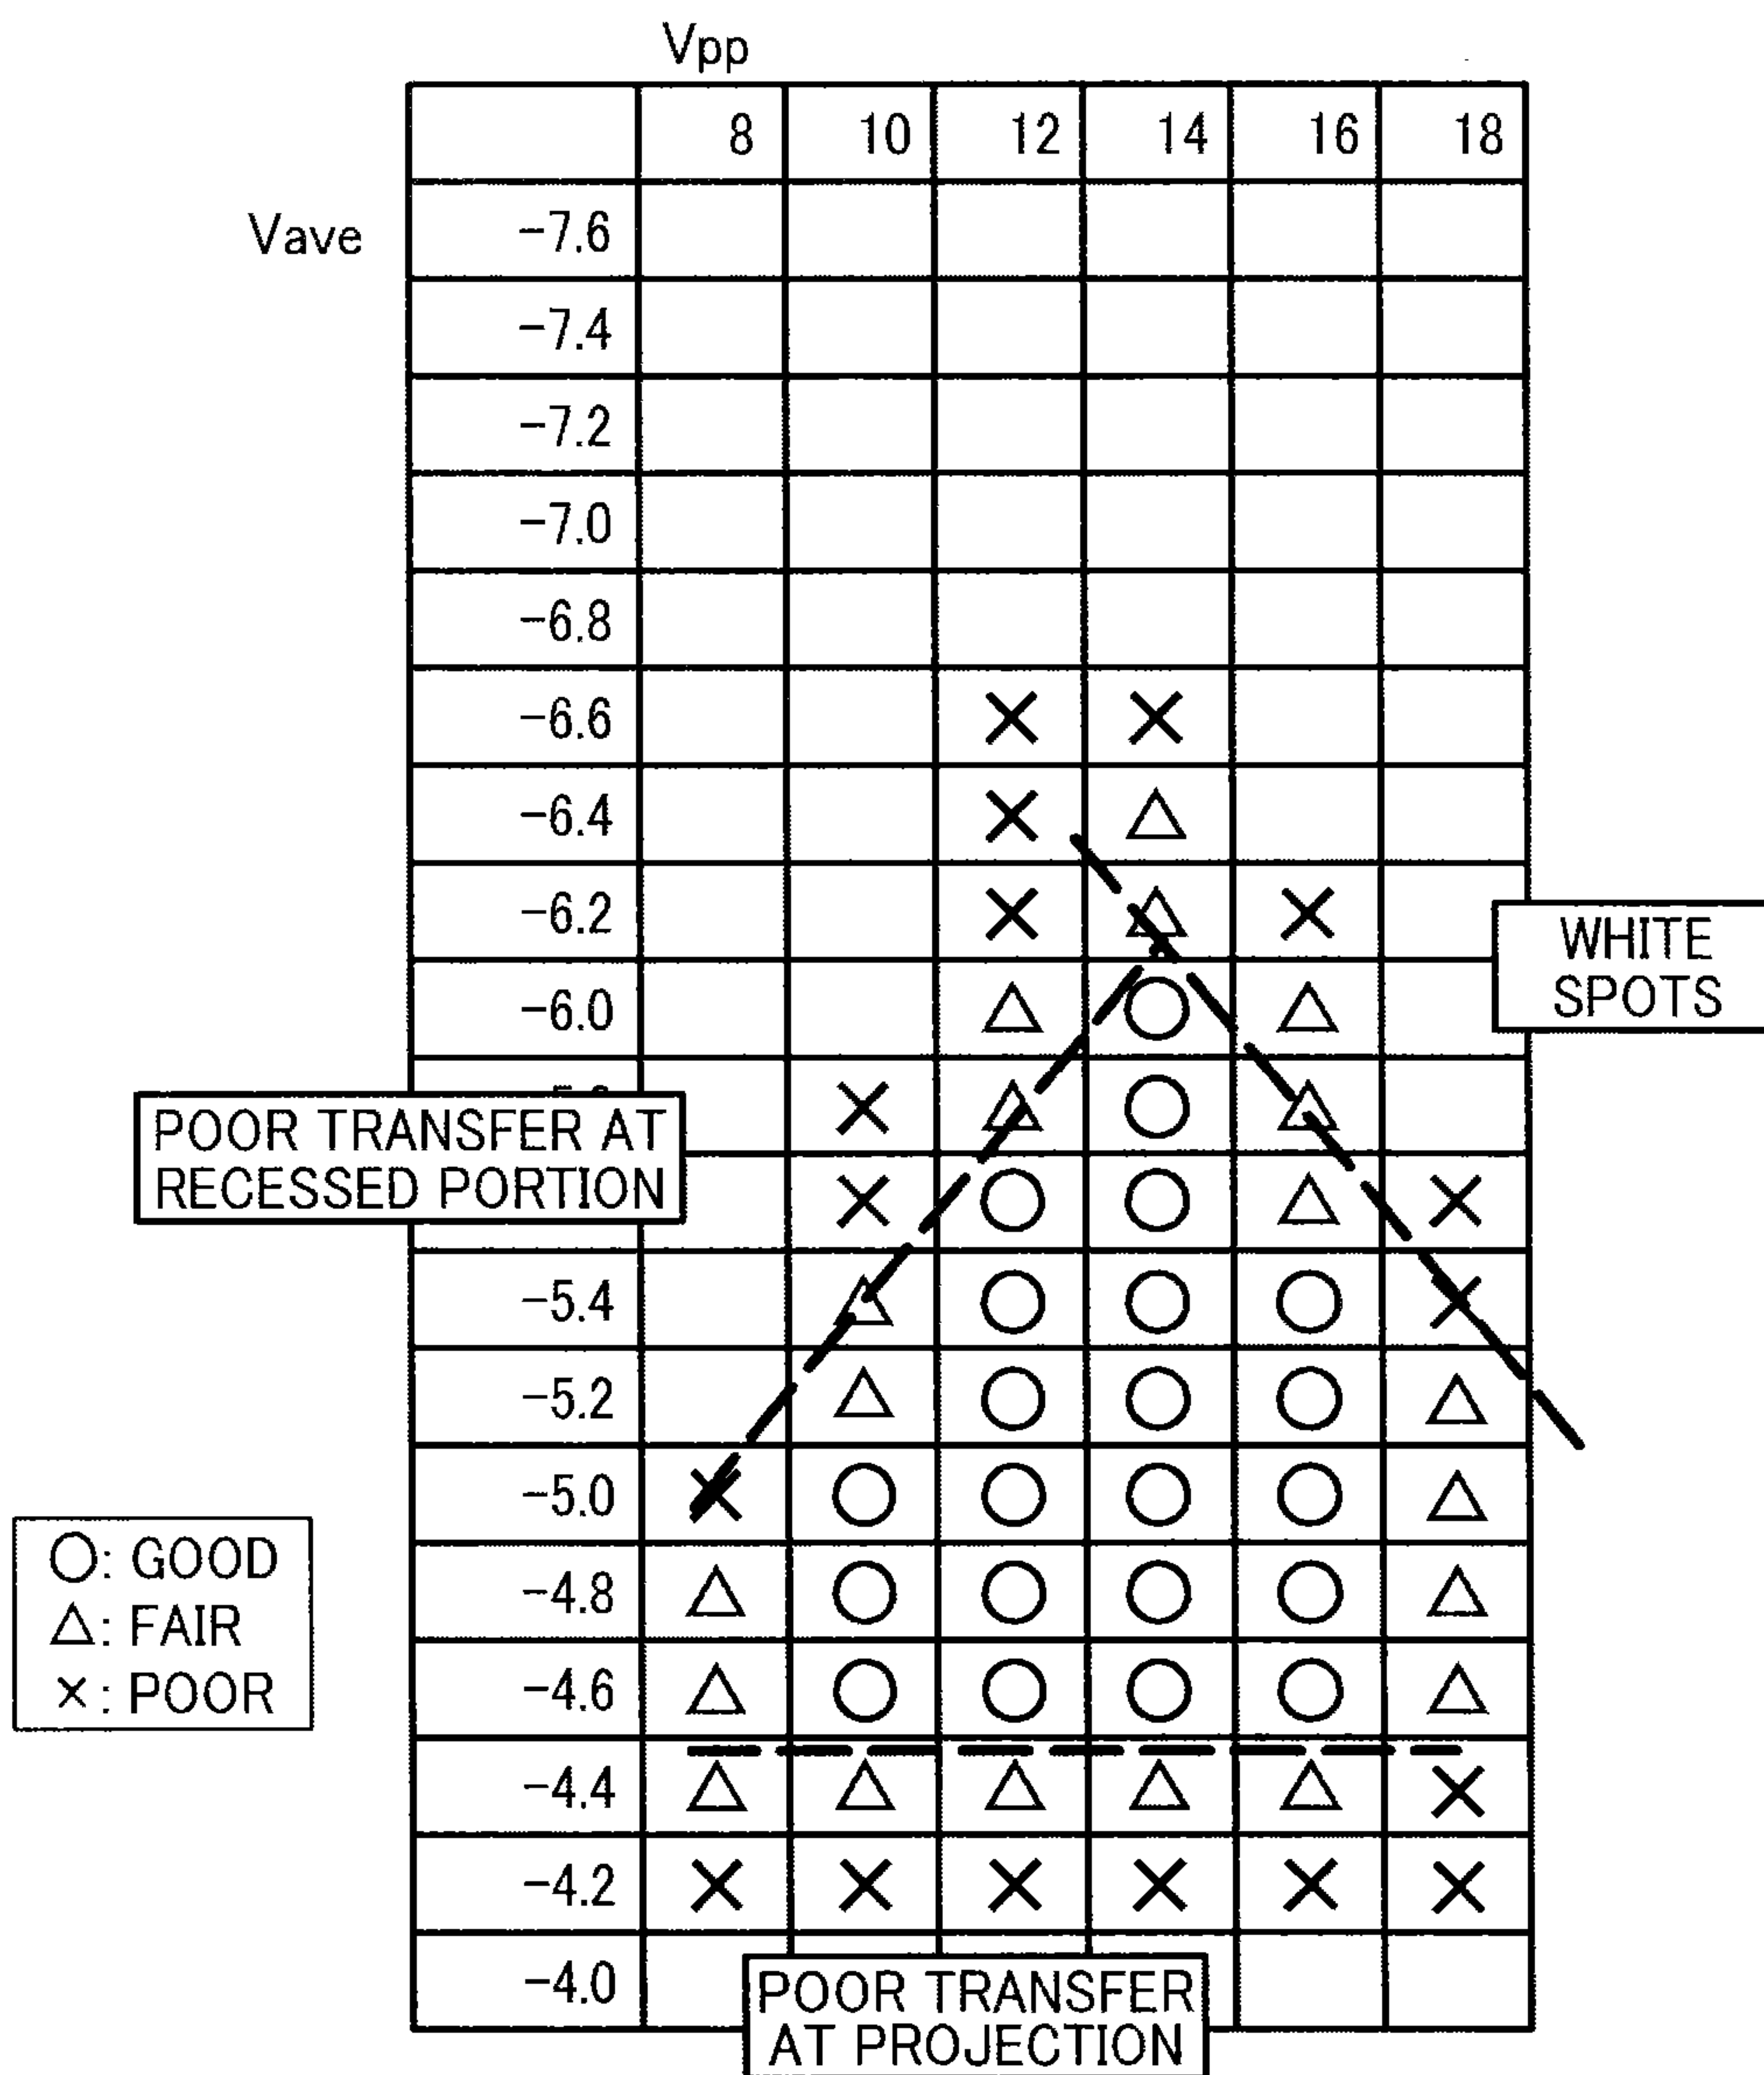 Vpp
8 10 12 14 16 18
Vave
−7.6
−7.4
−7.2
−7.0
−6.8
−6.6 × ×
−6.4 × △
−6.2 × △ ×
WHITE
SPOTS
−6.0 △ ○ △
× △ ○ △
POOR TRANSFER AT
RECESSED PORTION
× ○ ○ △ ×
−5.4 △ ○ ○ ○ ×
−5.2 △ ○ ○ ○ △
−5.0 × ○ ○ ○ ○ △
−4.8 △ ○ ○ ○ ○ △
−4.6 △ ○ ○ ○ ○ △
−4.4 △ △ △ △ △ ×
−4.2 × × × × × ×
−4.0
○: GOOD
△: FAIR
×: POOR
POOR TRANSFER
AT PROJECTION